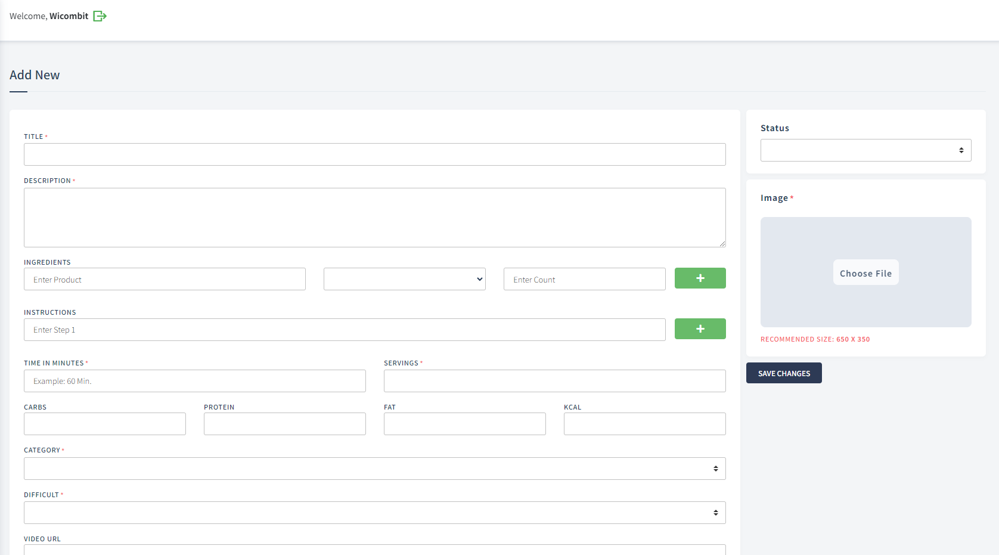 Welcome, Wicombit
Add New
TITLE *
DESCRIPTION *
INGREDIENTS
Enter Product
Enter Count
+
INSTRUCTIONS
Enter Step 1
+
TIME IN MINUTES *
SERVINGS *
Example: 60 Min.
CARBS
PROTEIN
FAT
KCAL
CATEGORY *
DIFFICULT *
VIDEO URL
Status
Image *
Choose File
RECOMMENDED SIZE: 650 X 350
SAVE CHANGES